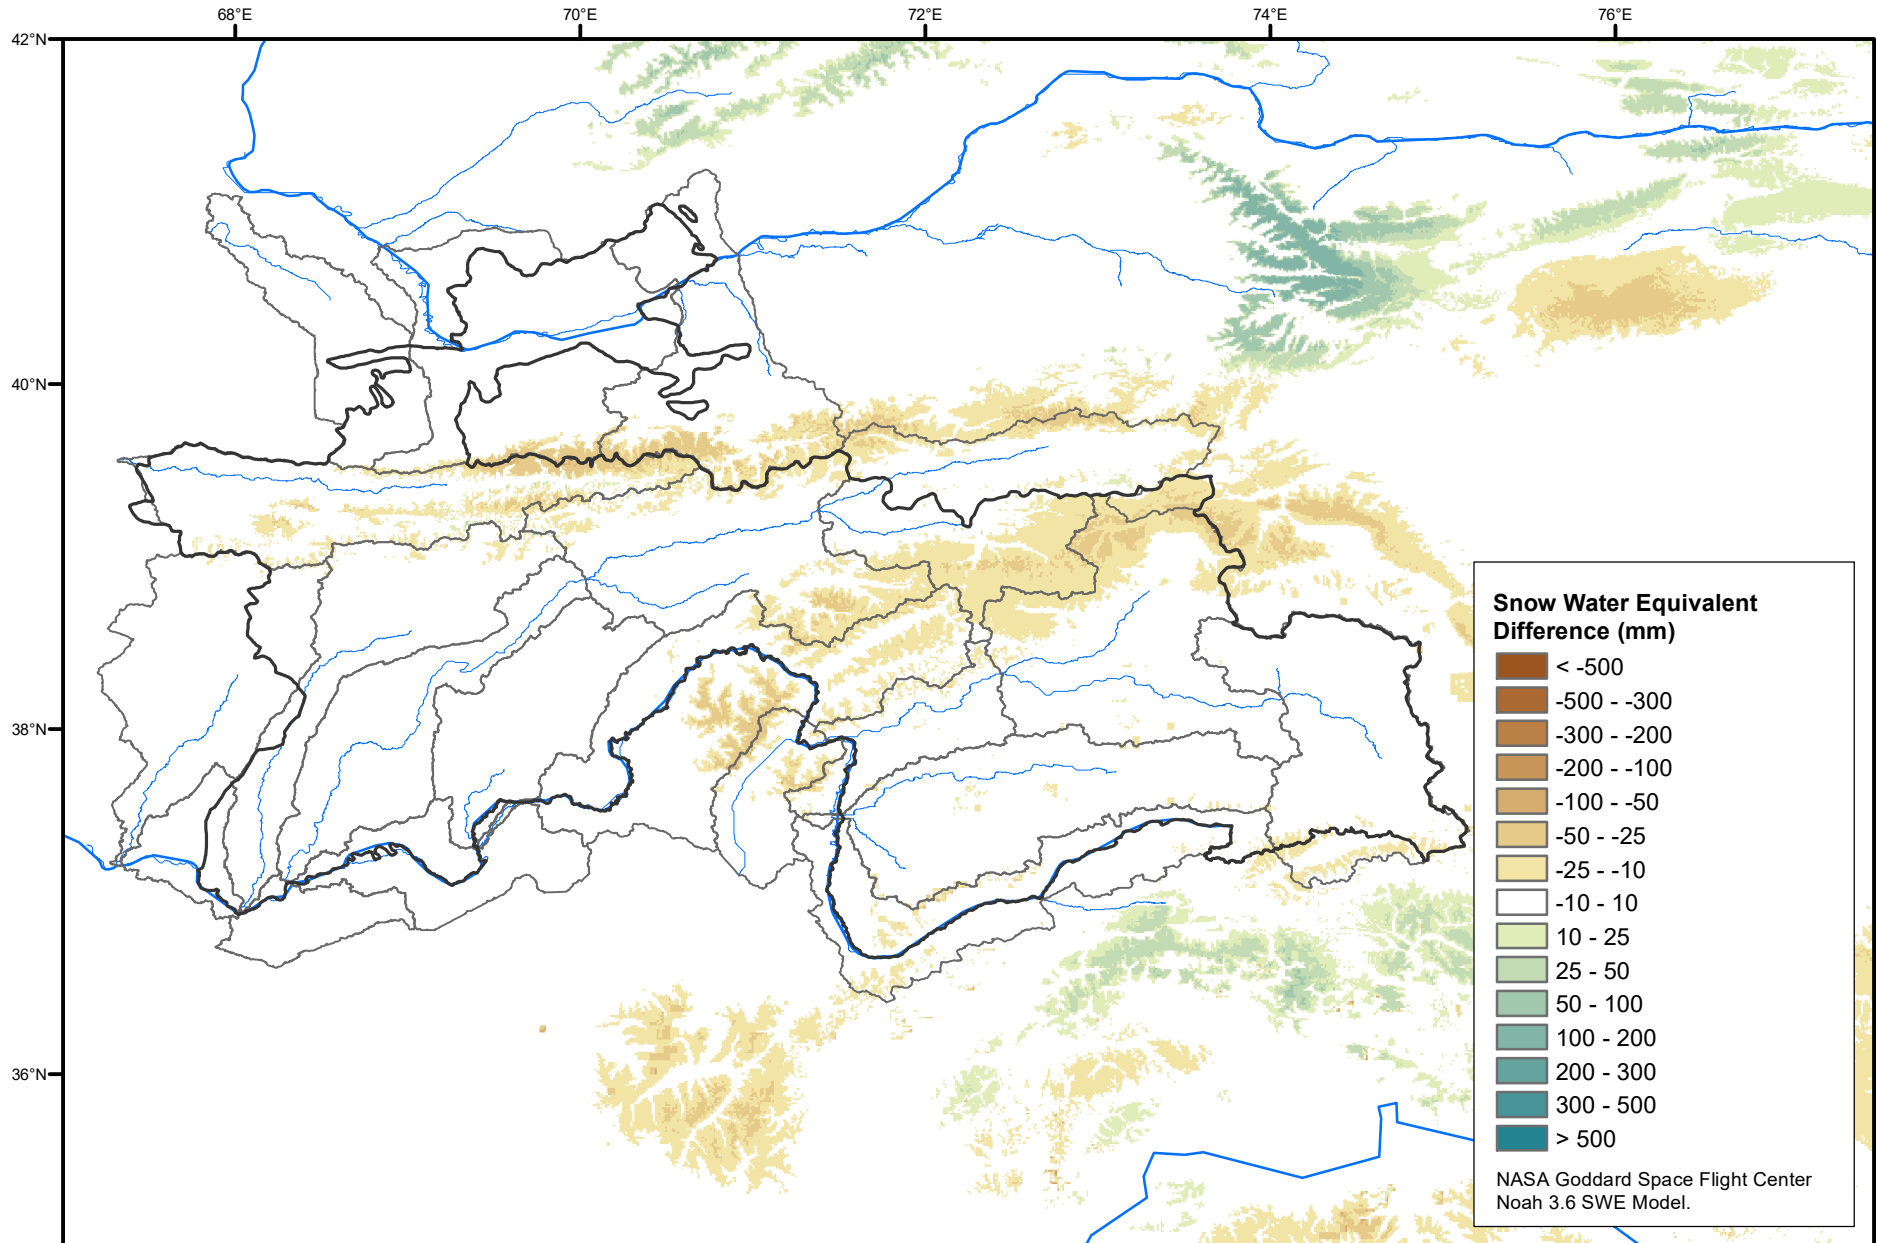 68°E
70°E
72°E
74°E
76°E
42°N
40°N
38°N
36°N
Snow Water Equivalent
Difference (mm)
< -500
-500 - -300
-300 - -200
-200 - -100
-100 - -50
-50 - -25
-25 - -10
-10 - 10
10 - 25
25 - 50
50 - 100
100 - 200
200 - 300
300 - 500
> 500
NASA Goddard Space Flight Center
Noah 3.6 SWE Model.